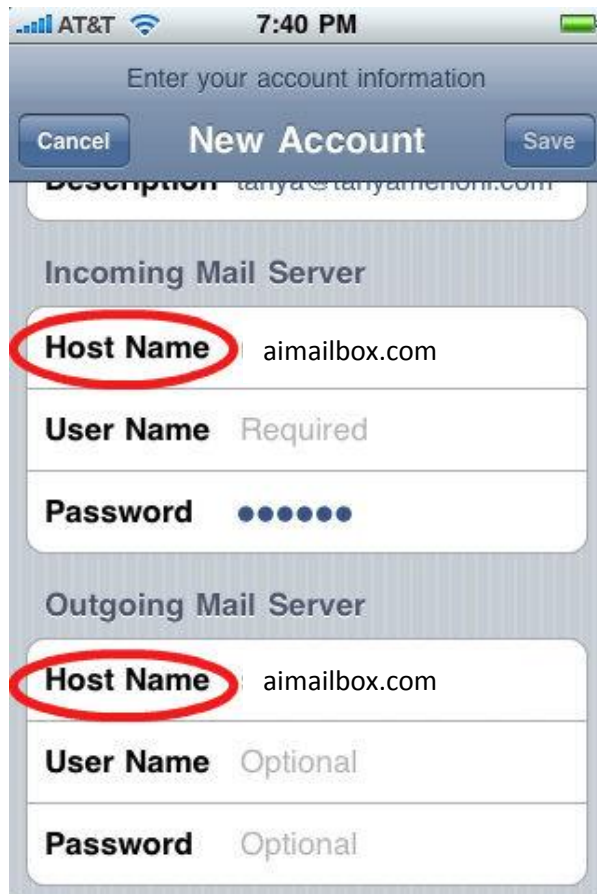 AT&T 7:40 PM
Enter your account information
Cancel New Account Save
Description
Incoming Mail Server
Host Name aimailbox.com
User Name Required
Password ●●●●●●
Outgoing Mail Server
Host Name aimailbox.com
User Name Optional
Password Optional